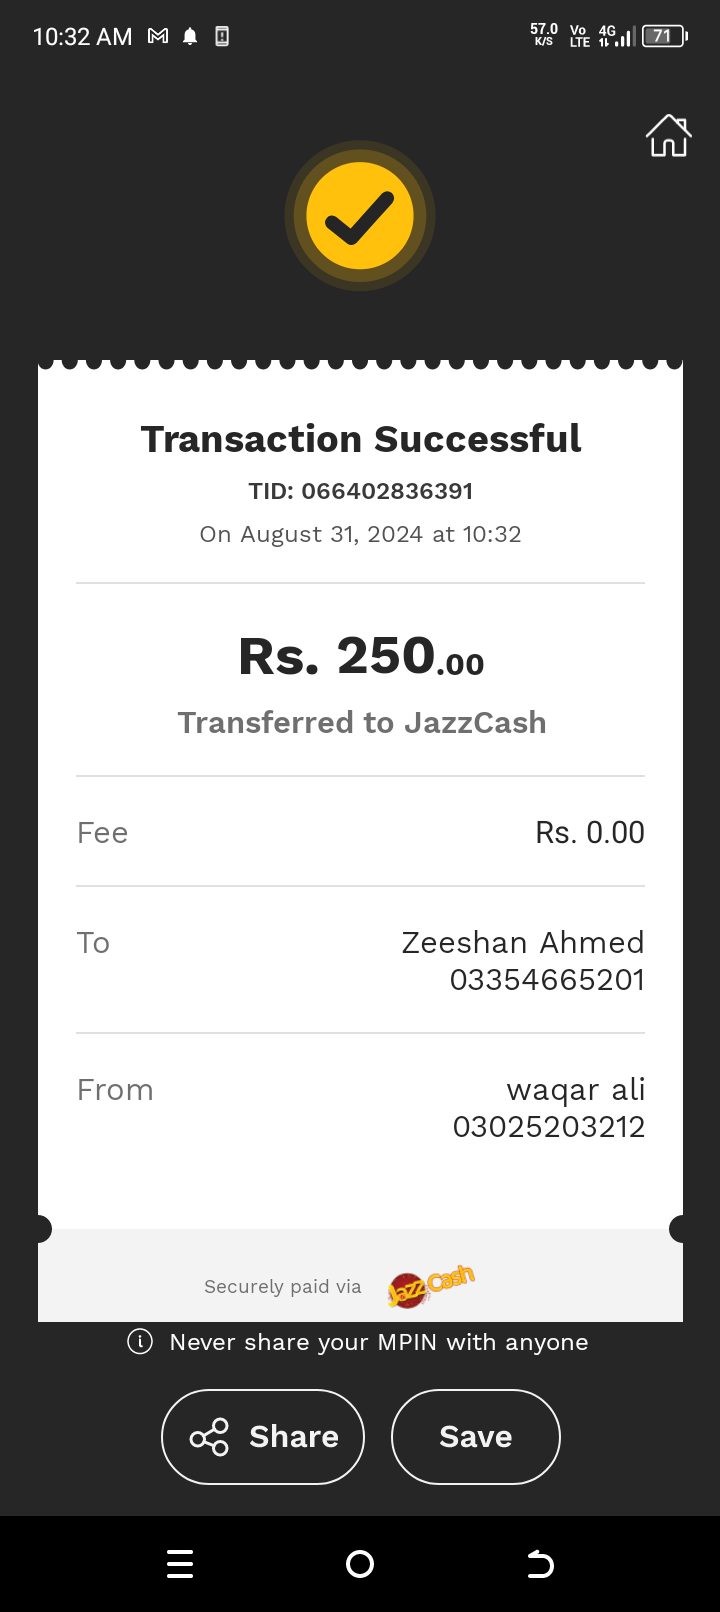 10:32 AM
57.0 K/S
Vo LTE
4G
71
Transaction Successful
TID: 066402836391
On August 31, 2024 at 10:32
Rs. 250.00
Transferred to JazzCash
Fee Rs. 0.00
To Zeeshan Ahmed
03354665201
From waqar ali
03025203212
Securely paid via JazzCash
Never share your MPIN with anyone
Share Save